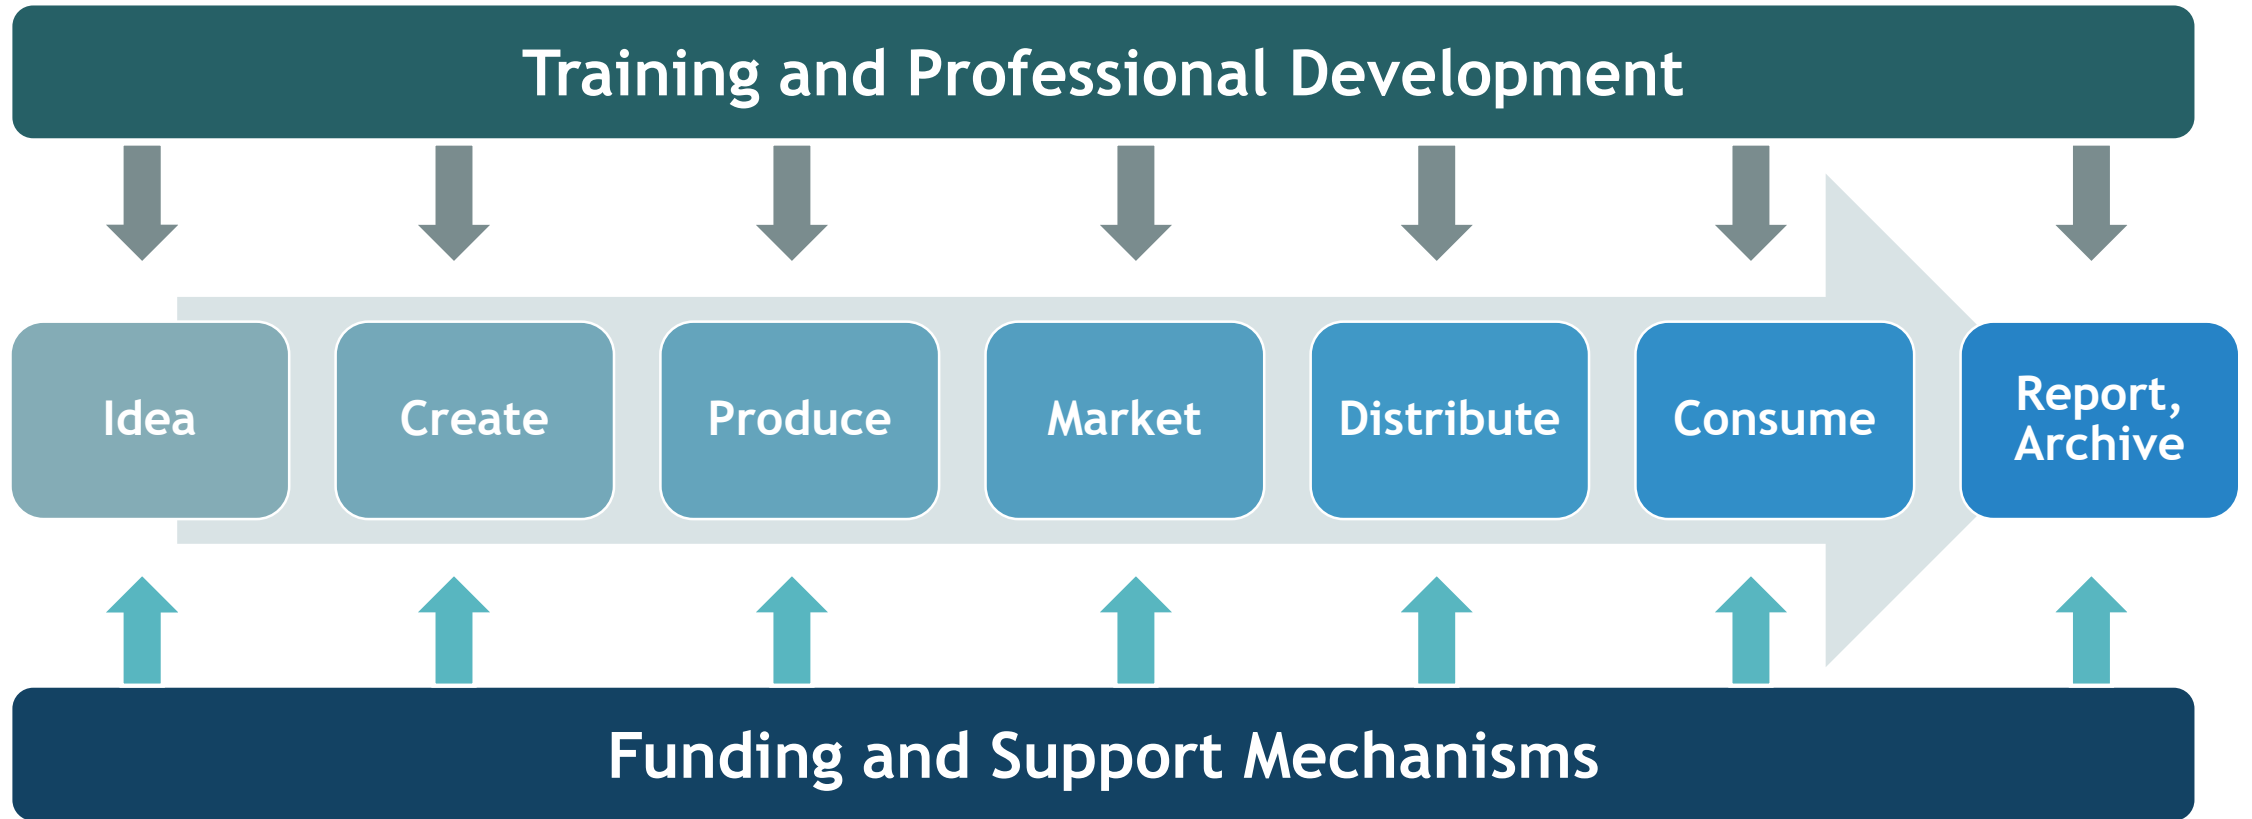 Training and Professional Development
Idea
Create
Produce
Market
Distribute
Consume
Report,
Archive
Funding and Support Mechanisms